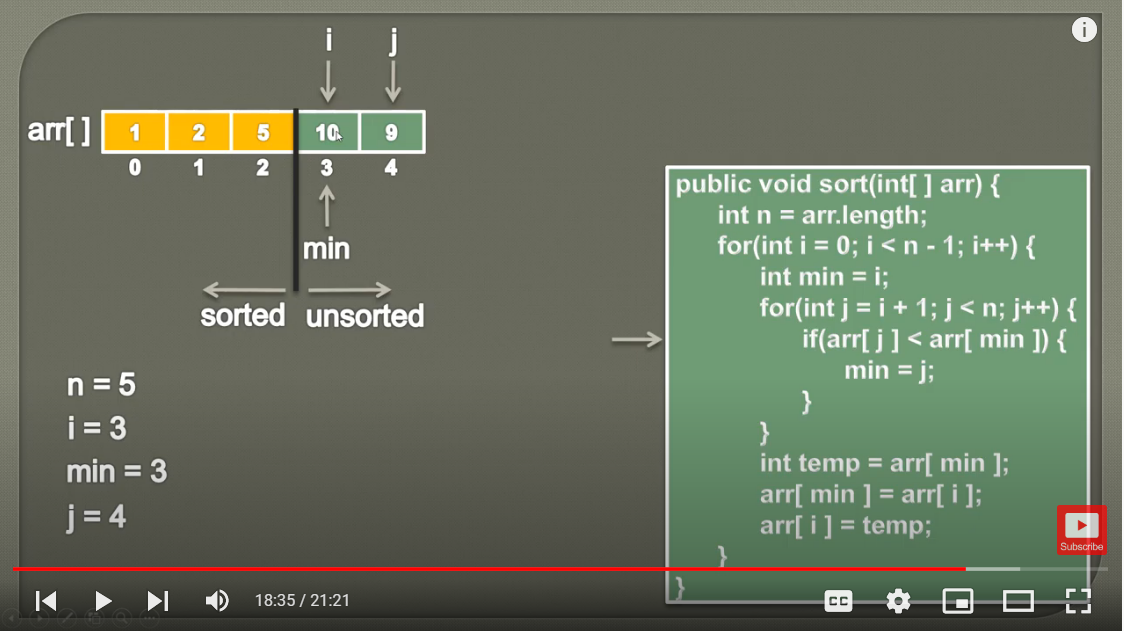 i j
arr[ ] 1 2 5 10 9
0 1 2 3 4
min
sorted unsorted
n = 5
i = 3
min = 3
j = 4
public void sort(int[ ] arr) {
int n = arr.length;
for(int i = 0; i < n - 1; i++) {
int min = i;
for(int j = i + 1; j < n; j++) {
if(arr[ j ] < arr[ min ]) {
min = j;
}
}
int temp = arr[ min ];
arr[ min ] = arr[ i ];
arr[ i ] = temp;
}
}
Subscribe
18:35 / 21:21
CC
i